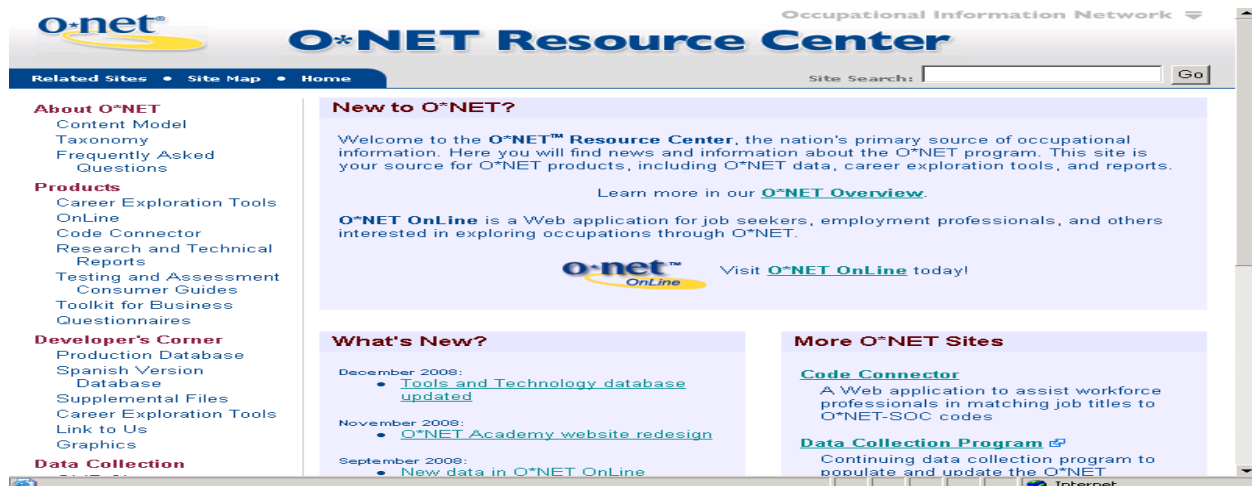 o*net®
Occupational Information Network
O*NET Resource Center
Related Sites • Site Map • Home
Site Search:
Go
About O*NET
Content Model
Taxonomy
Frequently Asked
Questions
Products
Career Exploration Tools
OnLine
Code Connector
Research and Technical
Reports
Testing and Assessment
Consumer Guides
Toolkit for Business
Questionnaires
Developer's Corner
Production Database
Spanish Version
Database
Supplemental Files
Career Exploration Tools
Link to Us
Graphics
Data Collection
New to O*NET?
Welcome to the O*NET™ Resource Center, the nation's primary source of occupational
information. Here you will find news and information about the O*NET program. This site is
your source for O*NET products, including O*NET data, career exploration tools, and reports.
Learn more in our O*NET Overview.
O*NET OnLine is a Web application for job seekers, employment professionals, and others
interested in exploring occupations through O*NET.
o*net™
OnLine
Visit O*NET OnLine today!
What's New?
December 2008:
• Tools and Technology database
updated
November 2008:
• O*NET Academy website redesign
September 2008:
• New data in O*NET OnLine
More O*NET Sites
Code Connector
A Web application to assist workforce
professionals in matching job titles to
O*NET-SOC codes
Data Collection Program
Continuing data collection program to
populate and update the O*NET
Internet